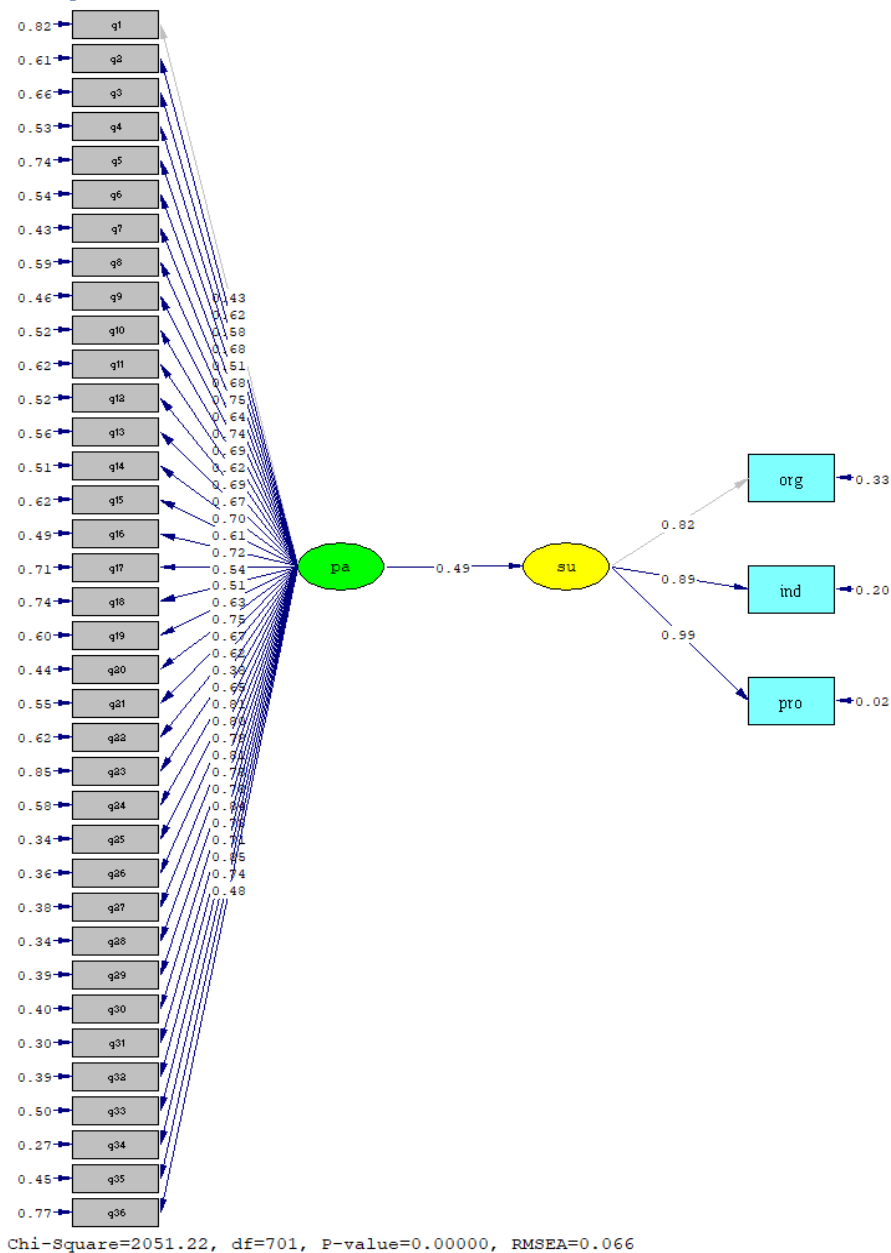 0.82 q1
0.61 q2
0.66 q3
0.53 q4
0.74 q5
0.54 q6
0.43 q7
0.59 q8
0.46 q9
0.52 q10
0.62 q11
0.52 q12
0.56 q13
0.51 q14
0.62 q15
0.49 q16
0.71 q17
0.74 q18
0.60 q19
0.44 q20
0.55 q21
0.62 q22
0.85 q23
0.58 q24
0.34 q25
0.36 q26
0.38 q27
0.34 q28
0.39 q29
0.40 q30
0.30 q31
0.39 q32
0.50 q33
0.27 q34
0.45 q35
0.77 q36
0.43
0.62
0.58
0.68
0.51
0.68
0.75
0.64
0.74
0.69
0.62
0.69
0.67
0.70
0.61
0.72
0.54
0.51
0.63
0.75
0.67
0.62
0.65
0.81
0.80
0.81
0.84
0.71
0.85
0.74
0.48
pa
0.49
su
0.82
0.89
0.99
org 0.33
ind 0.20
pro 0.02
Chi-Square=2051.22, df=701, P-value=0.00000, RMSEA=0.066